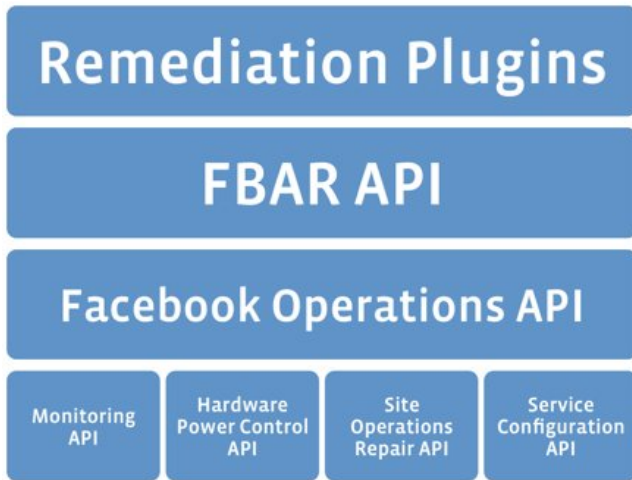 Remediation Plugins
FBAR API
Facebook Operations API
Monitoring
API
Hardware
Power Control
API
Site
Operations
Repair API
Service
Configuration
API